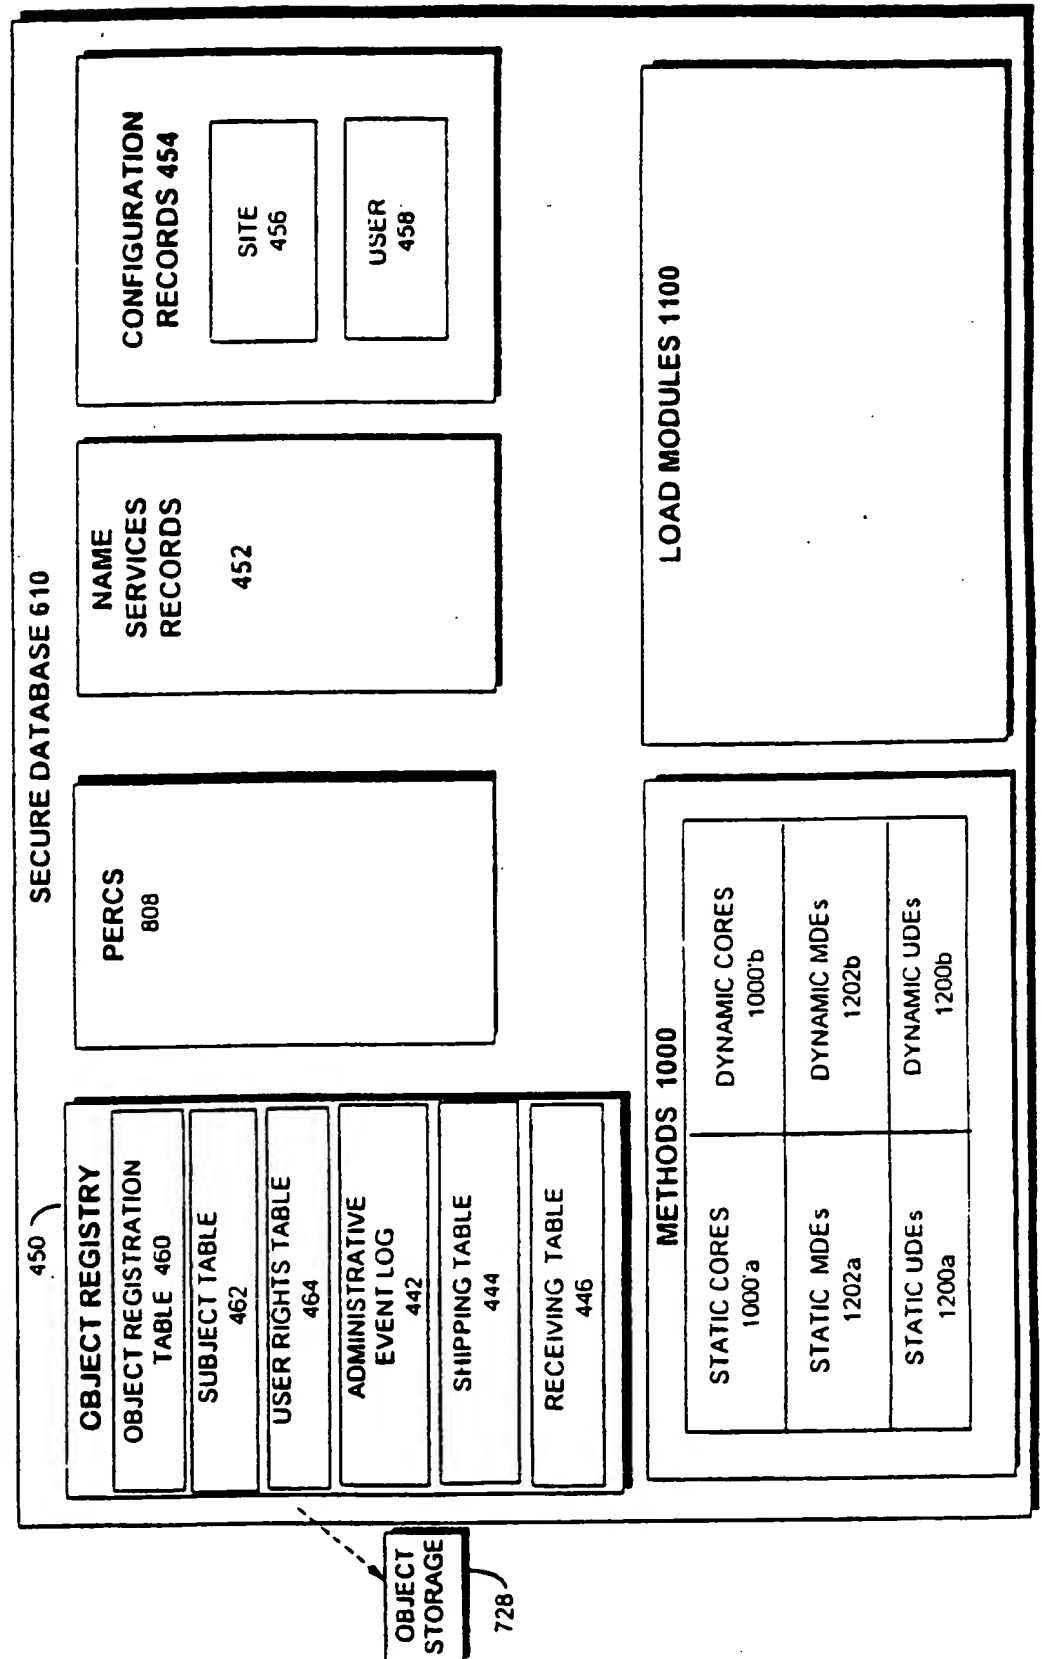 SECURE DATABASE 610
450
OBJECT REGISTRY
OBJECT REGISTRATION
TABLE 460
SUBJECT TABLE
462
USER RIGHTS TABLE
464
ADMINISTRATIVE
EVENT LOG
442
SHIPPING TABLE
444
RECEIVING TABLE
446
PERCS
808
NAME
SERVICES
RECORDS
452
CONFIGURATION
RECORDS 454
SITE
456
USER
458
OBJECT
STORAGE
728
METHODS 1000
STATIC CORES
1000'a
DYNAMIC CORES
1000'b
STATIC MDEs
1202a
DYNAMIC MDEs
1202b
STATIC UDEs
1200a
DYNAMIC UDEs
1200b
LOAD MODULES 1100